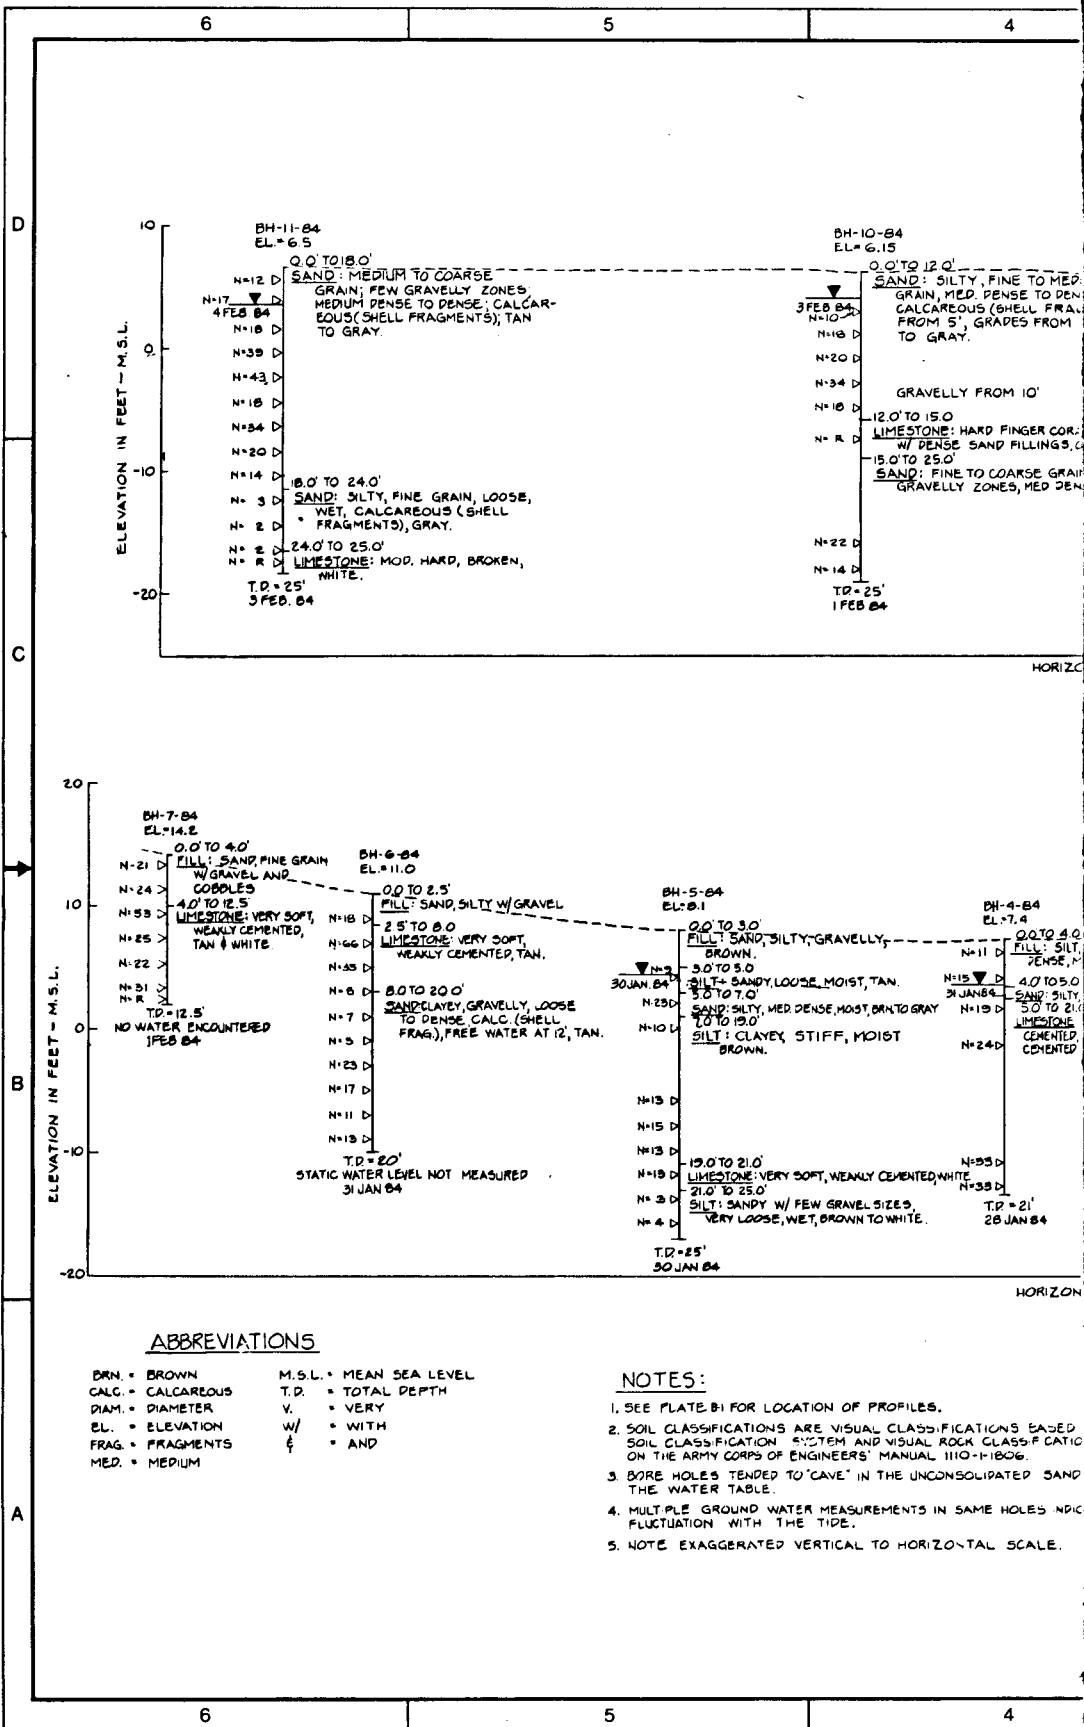 6 5 4
D
C
B
A
ELEVATION IN FEET - M.S.L.
10
0
-10
-20
BH-11-84
EL.= 6.5
0.0' TO 18.0'
SAND: MEDIUM TO COARSE
GRAIN; FEW GRAVELLY ZONES;
MEDIUM DENSE TO DENSE; CALCAR-
EOUS (SHELL FRAGMENTS); TAN
TO GRAY.
N=12
N=17
4 FEB 84
N=18
N=39
N=43
N=18
N=34
N=20
N=14
N= 3
N= 2
N= 2
N= R
18.0' TO 24.0'
SAND: SILTY, FINE GRAIN, LOOSE,
WET, CALCAREOUS (SHELL
FRAGMENTS), GRAY.
24.0' TO 25.0'
LIMESTONE: MOD. HARD, BROKEN,
WHITE.
T.D. = 25'
3 FEB. 84
BH-10-84
EL= 6.15
0.0' TO 12.0'
SAND: SILTY, FINE TO MED.
GRAIN, MED. DENSE TO DEN
CALCAREOUS (SHELL FRAG
FROM 5', GRADES FROM
TO GRAY.
GRAVELLY FROM 10'
3 FEB 84
N=10
N=18
N=20
N=34
N=18
N= R
N=22
N=14
12.0' TO 15.0
LIMESTONE: HARD FINGER COR
W/ DENSE SAND FILLINGS,
15.0' TO 25.0'
SAND: FINE TO COARSE GRAI
GRAVELLY ZONES, MED DEN
T.D. = 25'
1 FEB 84
HORIZO
ELEVATION IN FEET - M.S.L.
20
10
0
-10
-20
BH-7-84
EL.=14.2
0.0' TO 4.0'
FILL: SAND, FINE GRAIN
W/ GRAVEL AND
COBBLES
4.0' TO 12.5'
LIMESTONE: VERY SOFT,
WEAKLY CEMENTED,
TAN & WHITE.
N=21
N=24
N=53
N=25
N=22
N=31
N=R
T.D. = 12.5'
NO WATER ENCOUNTERED
1 FEB 84
BH-6-84
EL.=11.0
0.0 TO 2.5'
FILL: SAND, SILTY W/ GRAVEL
2.5' TO 8.0
LIMESTONE: VERY SOFT,
WEAKLY CEMENTED, TAN.
8.0 TO 20.0'
SAND: CLAYEY, GRAVELLY, LOOSE
TO DENSE, CALC. (SHELL
FRAG.), FREE WATER AT 12', TAN.
N=18
N=66
N=35
N=8
N=7
N=5
N=23
N=17
N=11
N=13
T.D. = 20'
STATIC WATER LEVEL NOT MEASURED
31 JAN 84
BH-5-84
EL=8.1
0.0' TO 3.0'
FILL: SAND, SILTY, GRAVELLY,
BROWN.
3.0' TO 5.0
SILT: SANDY, LOOSE, MOIST, TAN.
5.0' TO 7.0'
SAND: SILTY, MED. DENSE, MOIST, BRN. TO GRAY
7.0 TO 19.0'
SILT: CLAYEY, STIFF, MOIST
BROWN.
30 JAN. 84
N=23
N=10
N=13
N=15
N=13
N=19
N= 3
N= 4
19.0' TO 21.0'
LIMESTONE: VERY SOFT, WEAKLY CEMENTED, WHITE
21.0' TO 25.0'
SILT: SANDY W/ FEW GRAVEL SIZES,
VERY LOOSE, WET, BROWN TO WHITE.
T.D. = 25'
30 JAN 84
BH-4-84
EL.=7.4
0.0 TO 4.0
FILL: SILT,
DENSE,
4.0' TO 5.0
SAND: SILTY,
5.0 TO 21.0
LIMESTONE
CEMENTED,
CEMENTED
N=11
N=15
31 JAN 84
N=19
N=24
N=35
N=38
T.D. = 21'
28 JAN 84
HORIZON
ABBREVIATIONS
BRN. = BROWN
CALC. = CALCAREOUS
DIAM. = DIAMETER
EL. = ELEVATION
FRAG. = FRAGMENTS
MED. = MEDIUM
M.S.L. = MEAN SEA LEVEL
T.D. = TOTAL DEPTH
V. = VERY
W/ = WITH
& = AND
NOTES:
1. SEE PLATE B1 FOR LOCATION OF PROFILES.
2. SOIL CLASSIFICATIONS ARE VISUAL CLASSIFICATIONS BASED
SOIL CLASSIFICATION SYSTEM AND VISUAL ROCK CLASSIFICATIO
ON THE ARMY CORPS OF ENGINEERS' MANUAL 1110-1-1806.
3. BORE HOLES TENDED TO "CAVE" IN THE UNCONSOLIDATED SAND
THE WATER TABLE.
4. MULTIPLE GROUND WATER MEASUREMENTS IN SAME HOLES INDIC
FLUCTUATION WITH THE TIDE.
5. NOTE EXAGGERATED VERTICAL TO HORIZONTAL SCALE.
6 5 4